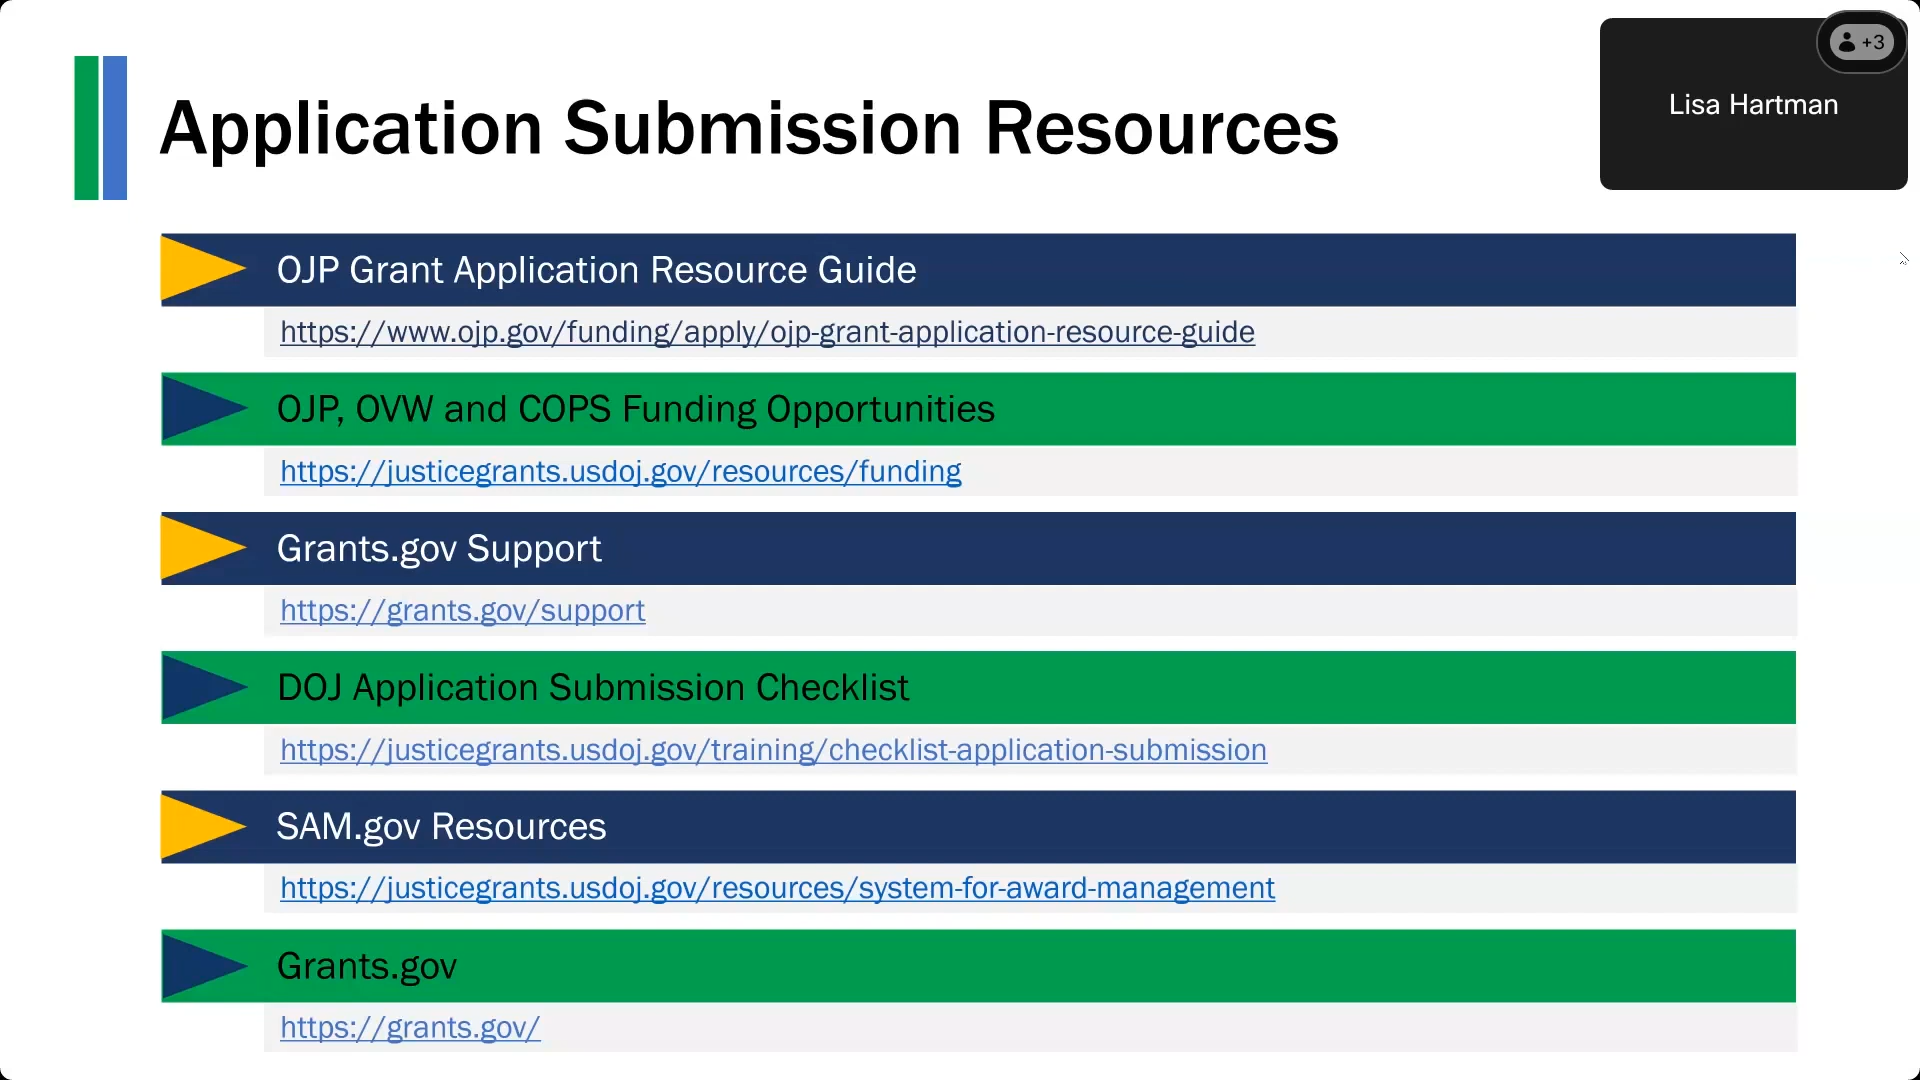 Application Submission Resources
+3
Lisa Hartman
OJP Grant Application Resource Guide
https://www.ojp.gov/funding/apply/ojp-grant-application-resource-guide
OJP, OVW and COPS Funding Opportunities
https://justicegrants.usdoj.gov/resources/funding
Grants.gov Support
https://grants.gov/support
DOJ Application Submission Checklist
https://justicegrants.usdoj.gov/training/checklist-application-submission
SAM.gov Resources
https://justicegrants.usdoj.gov/resources/system-for-award-management
Grants.gov
https://grants.gov/